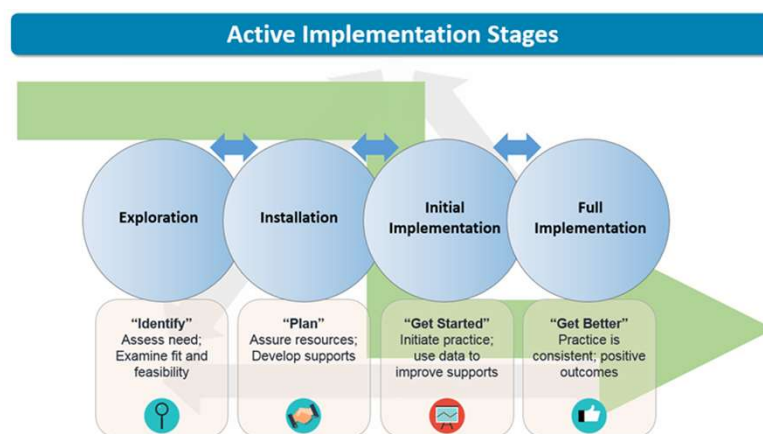 Active Implementation Stages
Exploration
Installation
Initial
Implementation
Full
Implementation
“Identify”
Assess need;
Examine fit and
feasibility
“Plan”
Assure resources;
Develop supports
“Get Started”
Initiate practice;
use data to
improve supports
“Get Better”
Practice is
consistent; positive
outcomes